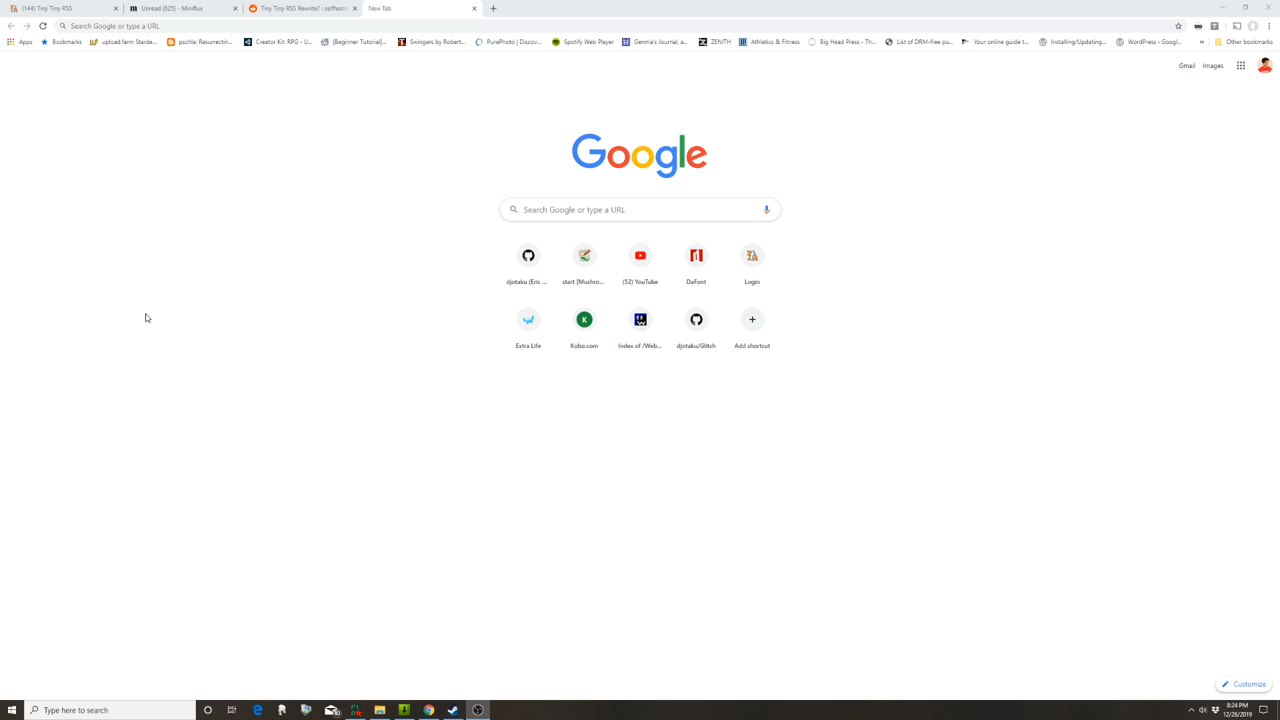 (144) Tiny Tiny RSS
Unread (825) - Miniflux
Tiny Tiny RSS Rewrite? : selfhoste
New Tab
Search Google or type a URL
Apps
Bookmarks
upload.farm Starde...
pschla: Resurrectin...
Creator Kit: RPG - U...
[Beginner Tutorial]...
Swingers by Robert...
PurePhoto | Discov...
Spotify Web Player
Genma's Journal, a...
ZENITH
Athletics & Fitness
Big Head Press - Th...
List of DRM-free pu...
Your online guide t...
Installing/Updating...
WordPress - Googl...
»
Other bookmarks
Gmail
Images
Google
Search Google or type a URL
djotaku (Eric ...
start [Mushro...
(52) YouTube
DaFont
Login
Extra Life
Kobo.com
Index of /Web...
djotaku/Glitch
Add shortcut
Customize
Type here to search
8:24 PM
12/26/2019